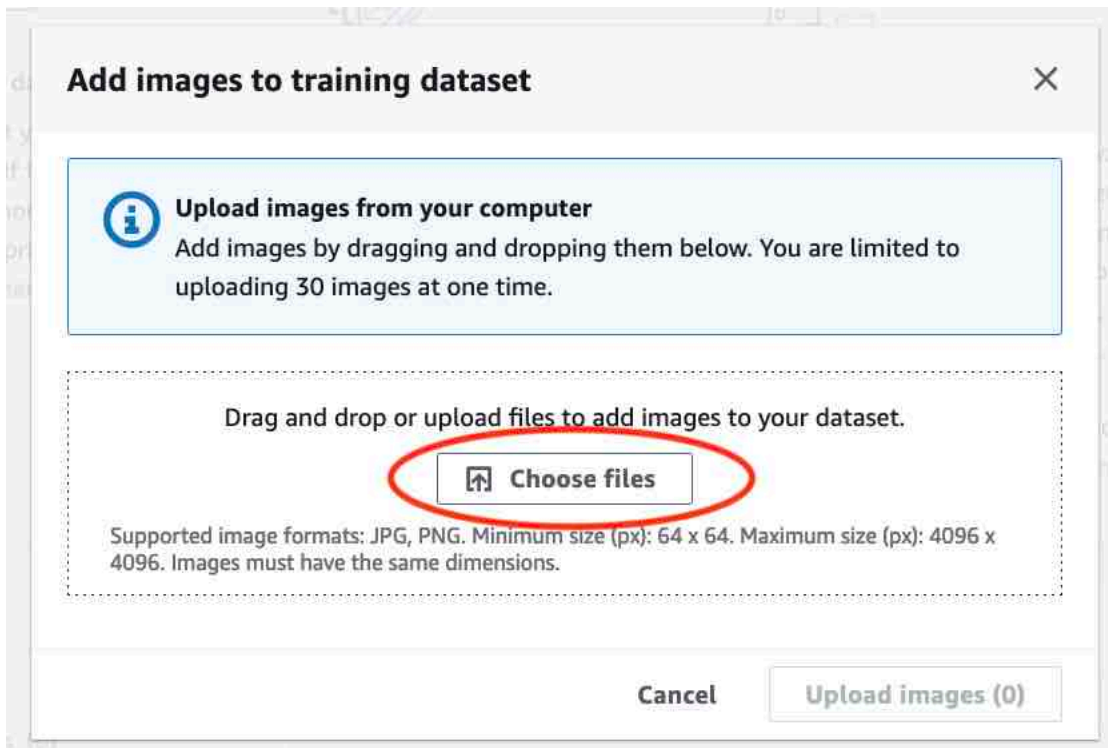 Add images to training dataset
Upload images from your computer
Add images by dragging and dropping them below. You are limited to
uploading 30 images at one time.
Drag and drop or upload files to add images to your dataset.
Choose files
Supported image formats: JPG, PNG. Minimum size (px): 64 x 64. Maximum size (px): 4096 x
4096. Images must have the same dimensions.
Cancel
Upload images (0)